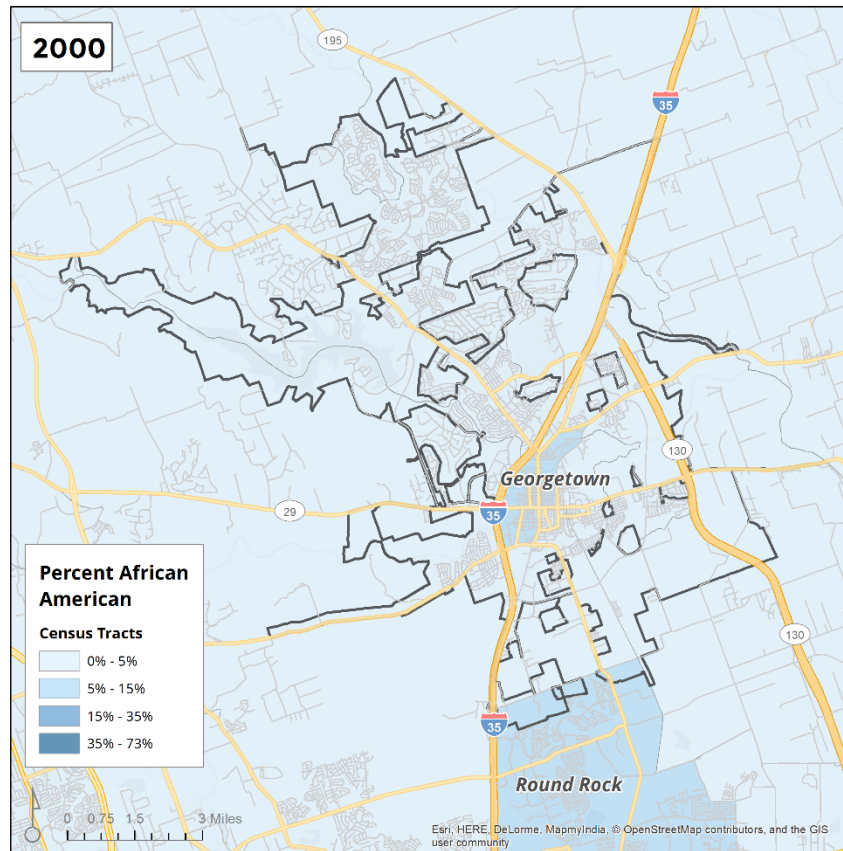 2000
195
35
130
Georgetown
29
35
130
35
Round Rock
Percent African
American
Census Tracts
0% - 5%
5% - 15%
15% - 35%
35% - 73%
0 0.75 1.5 3 Miles
Esri, HERE, DeLorme, MapmyIndia, © OpenStreetMap contributors, and the GIS
user community